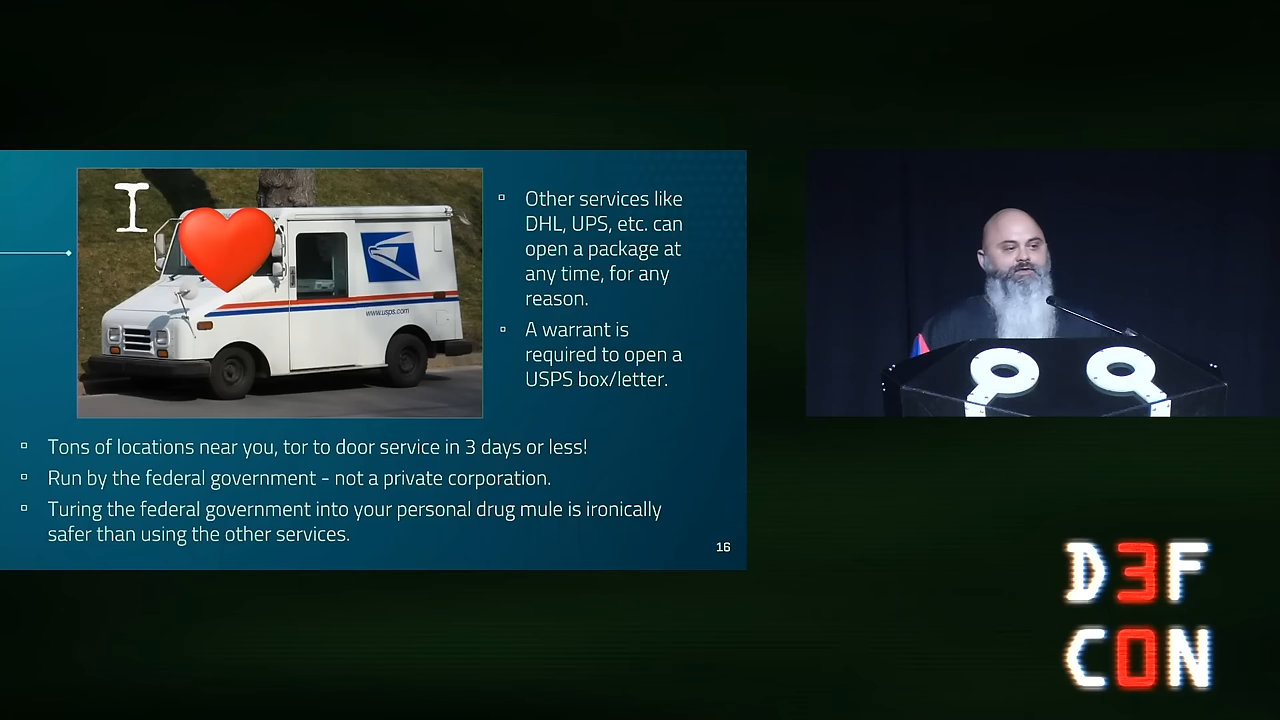 I
www.usps.com
Other services like
DHL, UPS, etc. can
open a package at
any time, for any
reason.
A warrant is
required to open a
USPS box/letter.
Tons of locations near you, tor to door service in 3 days or less!
Run by the federal government - not a private corporation.
Turing the federal government into your personal drug mule is ironically
safer than using the other services.
16
D3F
C0N